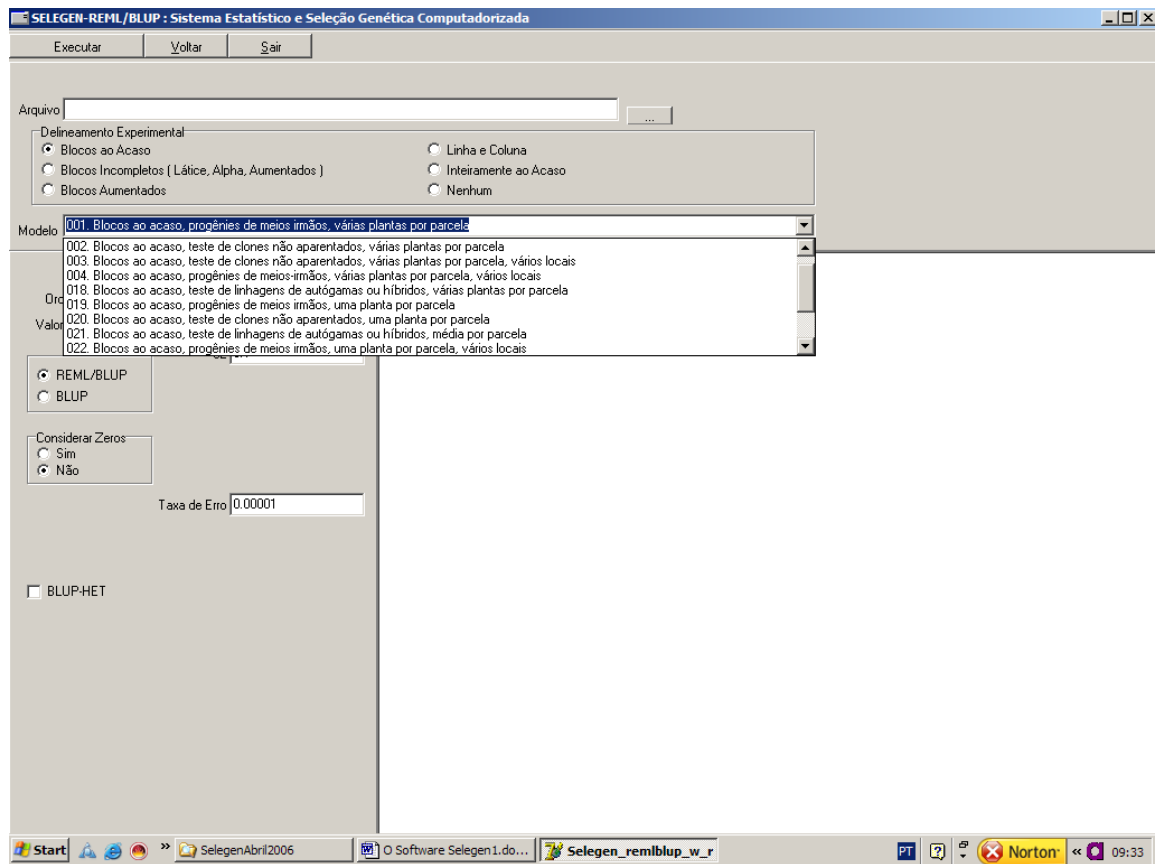 SELEGEN-REML/BLUP : Sistema Estatístico e Seleção Genética Computadorizada
Executar Voltar Sair
Arquivo
...
Delineamento Experimental
Blocos ao Acaso Linha e Coluna
Blocos Incompletos ( Látice, Alpha, Aumentados ) Inteiramente ao Acaso
Blocos Aumentados Nenhum
Modelo 001. Blocos ao acaso, progênies de meios irmãos, várias plantas por parcela
002. Blocos ao acaso, teste de clones não aparentados, várias plantas por parcela
003. Blocos ao acaso, teste de clones não aparentados, várias plantas por parcela, vários locais
004. Blocos ao acaso, progênies de meios-irmãos, várias plantas por parcela, vários locais
018. Blocos ao acaso, teste de linhagens de autógamas ou híbridos, várias plantas por parcela
Ord 019. Blocos ao acaso, progênies de meios irmãos, uma planta por parcela
020. Blocos ao acaso, teste de clones não aparentados, uma planta por parcela
Valor 021. Blocos ao acaso, teste de linhagens de autógamas ou híbridos, média por parcela
022. Blocos ao acaso, progênies de meios irmãos, uma planta por parcela, vários locais
REML/BLUP
BLUP
Considerar Zeros
Sim
Não
Taxa de Erro 0.00001
BLUP-HET
Start » SelegenAbril2006 O Software Selegen1.do... Selegen_remlblup_w_r PT ? Norton· « 09:33